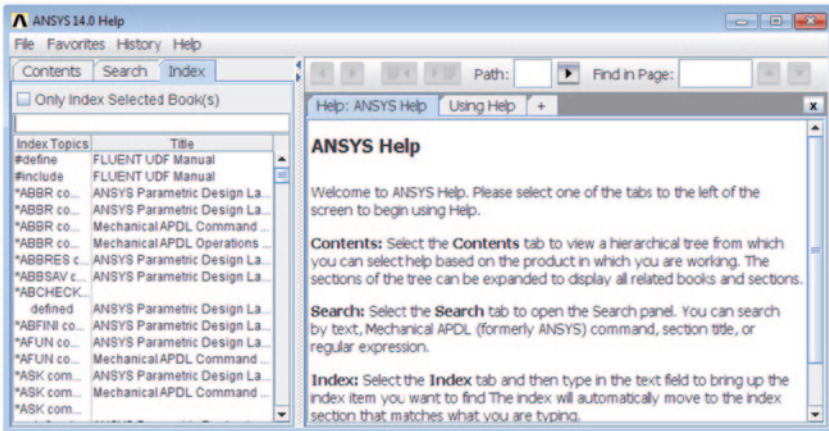 ANSYS 14.0 Help
File Favorites History Help
Contents Search Index
Only Index Selected Book(s)
Index Topics Title
#define FLUENT UDF Manual
#include FLUENT UDF Manual
*ABBR co... ANSYS Parametric Design La...
*ABBR co... ANSYS Parametric Design La...
*ABBR co... Mechanical APDL Command ...
*ABBR co... Mechanical APDL Operations ...
*ABBRES c... ANSYS Parametric Design La...
*ABBSAV c... ANSYS Parametric Design La...
*ABCHECK...
defined ANSYS Parametric Design La...
*ABFINI co... ANSYS Parametric Design La...
*AFUN co... ANSYS Parametric Design La...
*AFUN co... Mechanical APDL Command ...
*ASK com... ANSYS Parametric Design La...
*ASK com... Mechanical APDL Command ...
*ASK com...
Path: Find in Page:
Help: ANSYS Help Using Help + x
ANSYS Help
Welcome to ANSYS Help. Please select one of the tabs to the left of the
screen to begin using Help.
Contents: Select the Contents tab to view a hierarchical tree from which
you can select help based on the product in which you are working. The
sections of the tree can be expanded to display all related books and sections.
Search: Select the Search tab to open the Search panel. You can search
by text, Mechanical APDL (formerly ANSYS) command, section title, or
regular expression.
Index: Select the Index tab and then type in the text field to bring up the
index item you want to find The index will automatically move to the index
section that matches what you are typing.